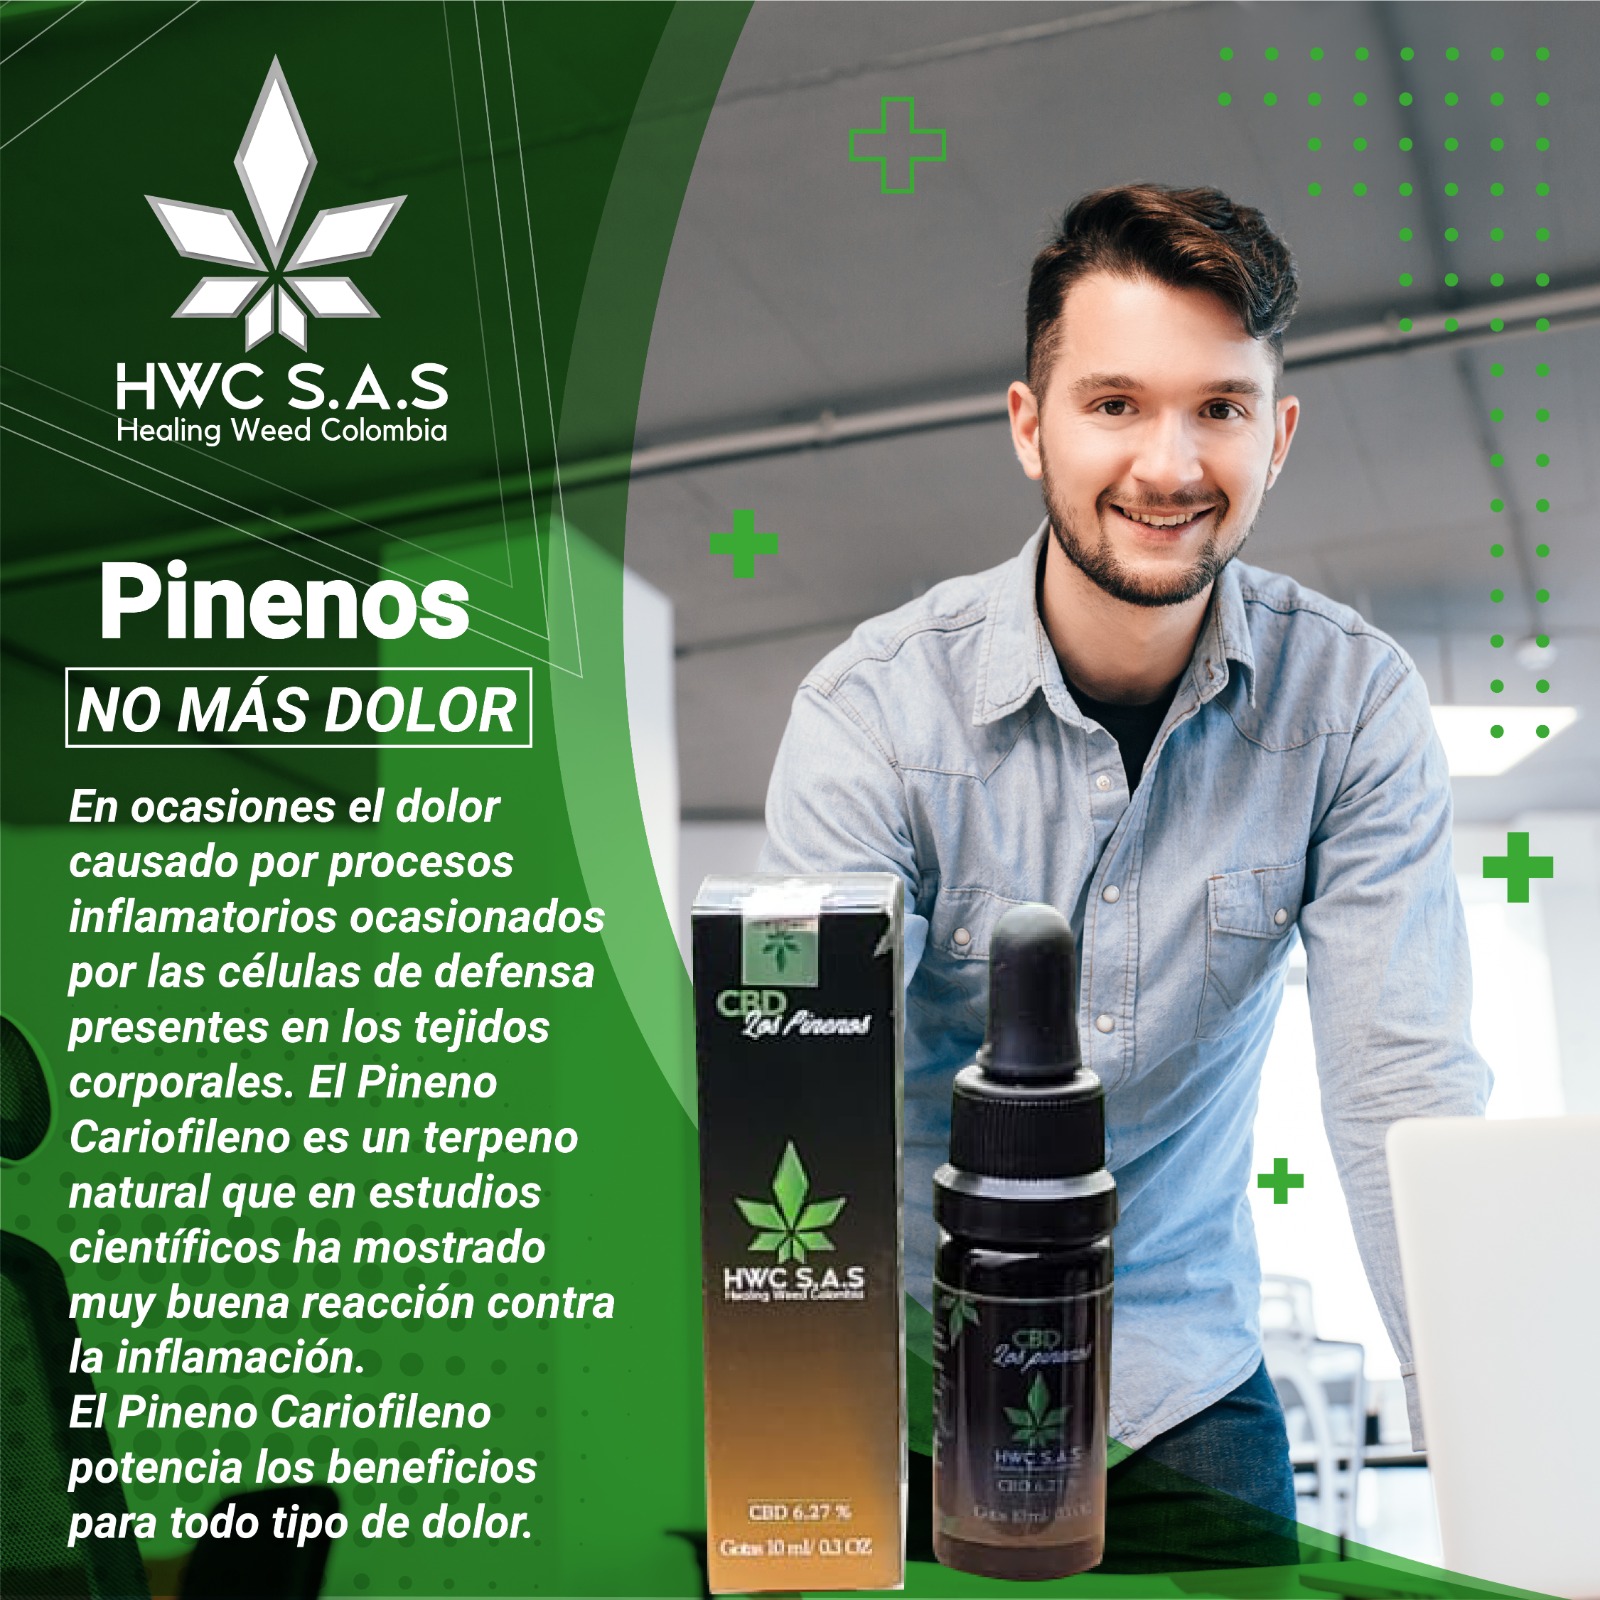 HWC S.A.S
Healing Weed Colombia
Pinenos
NO MÁS DOLOR
En ocasiones el dolor
causado por procesos
inflamatorios ocasionados
por las células de defensa
presentes en los tejidos
corporales. El Pineno
Cariofileno es un terpeno
natural que en estudios
científicos ha mostrado
muy buena reacción contra
la inflamación.
El Pineno Cariofileno
potencia los beneficios
para todo tipo de dolor.
CBD
Los Pinenos
HWC S.A.S
Healing Weed Colombia
CBD 6.27 %
Gotas 10 ml/ 0.3 OZ
CBD
Los pinenos
HWC S.A.S
CBD 6.27